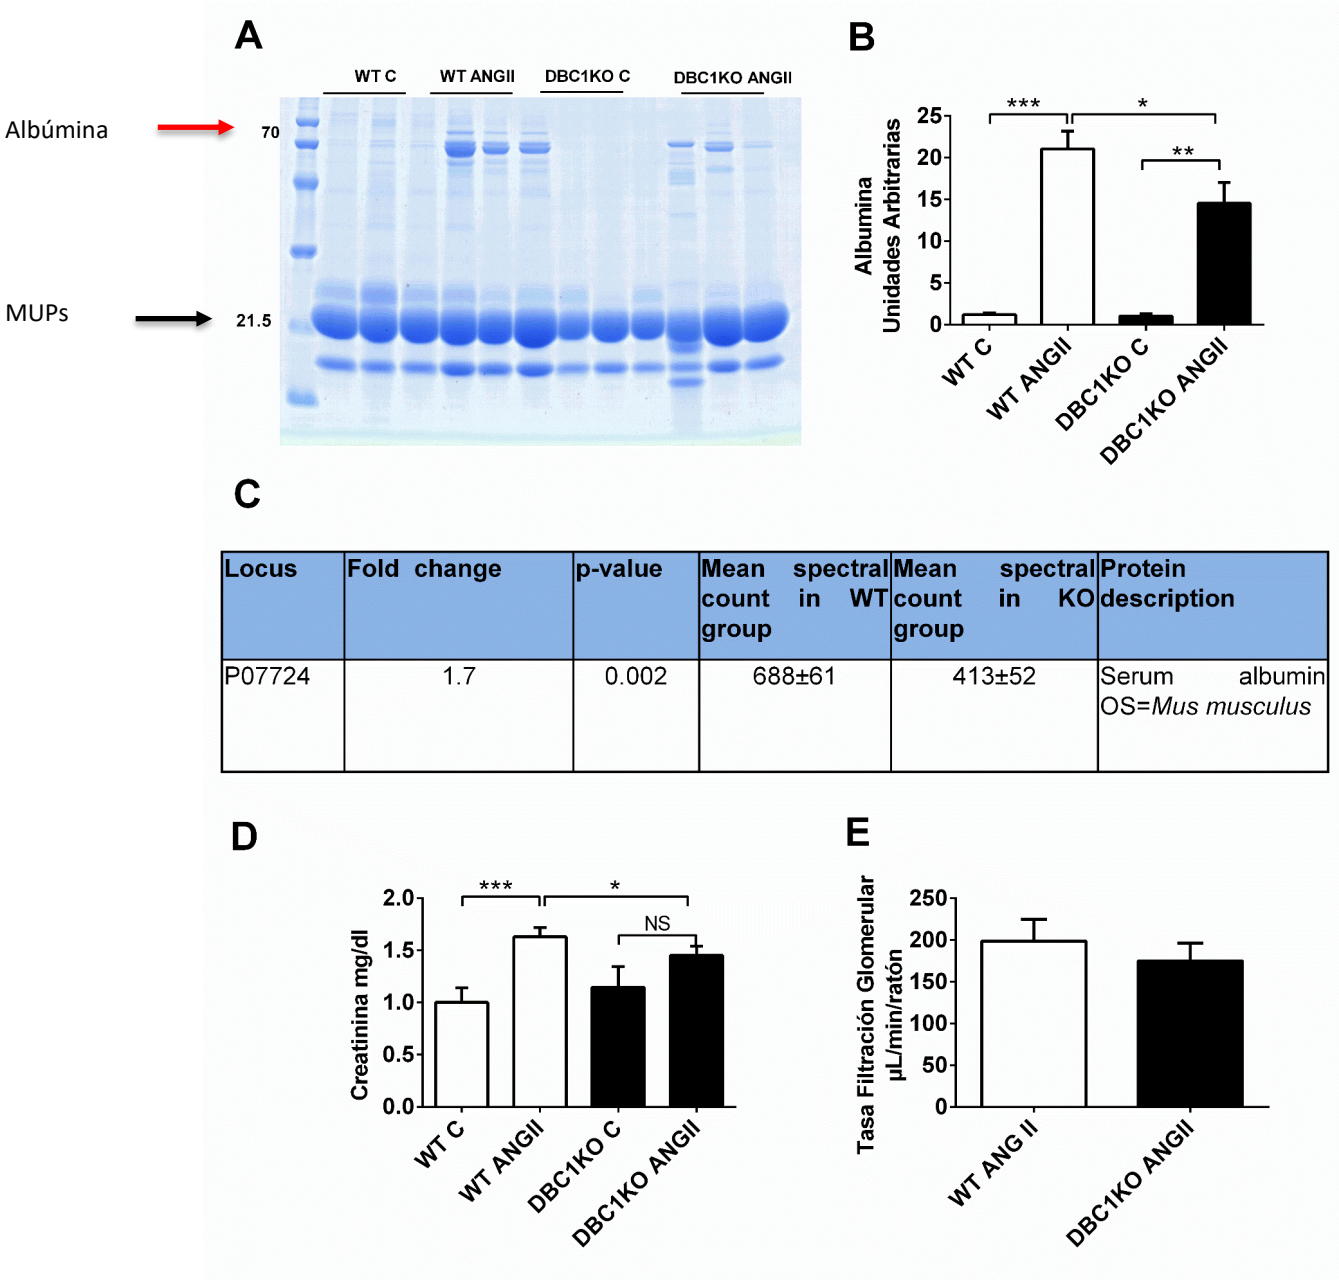 A
WT C
WT ANGII
DBC1KO C
DBC1KO ANGII
Albúmina
70
MUPs
21.5
B
Albumina
Unidades Arbitrarias
25
20
15
10
5
0
***
*
**
WT C
WT ANGII
DBC1KO C
DBC1KO ANGII
C
Locus
Fold change
p-value
Mean spectral
count in WT
group
Mean spectral
count in KO
group
Protein
description
P07724
1.7
0.002
688±61
413±52
Serum albumin
OS=Mus musculus
D
Creatinina mg/dl
2.0
1.5
1.0
0.5
0.0
***
*
NS
WT C
WT ANGII
DBC1KO C
DBC1KO ANGII
E
Tasa Filtración Glomerular
µL/min/ratón
250
200
150
100
50
0
WT ANG II
DBC1KO ANGII